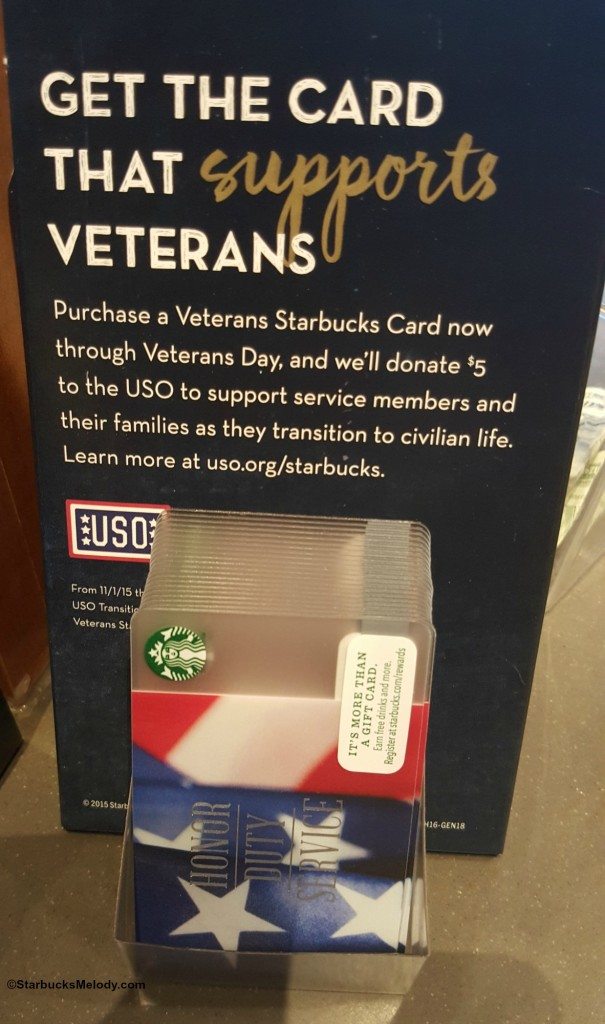 GET THE CARD
THAT supports
VETERANS
Purchase a Veterans Starbucks Card now
through Veterans Day, and we'll donate $5
to the USO to support service members and
their families as they transition to civilian life.
Learn more at uso.org/starbucks.
USO
From 11/1/15
USO
Veterans
© 2015
H16-GEN18
IT'S MORE THAN
A GIFT CARD.
Earn free drinks and more.
Register at starbucks.com/rewards
HONOR
DUTY
SERVICE
©StarbucksMelody.com